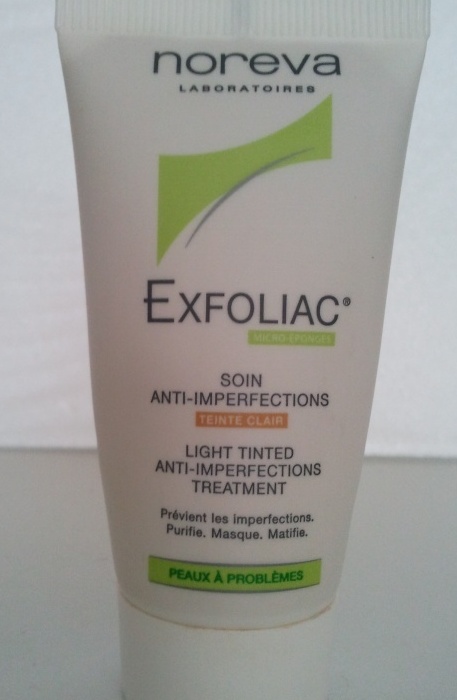 noreva
LABORATOIRES
EXFOLIAC®
MICRO-ÉPONGES
SOIN
ANTI-IMPERFECTIONS
TEINTE CLAIR
LIGHT TINTED
ANTI-IMPERFECTIONS
TREATMENT
Prévient les imperfections.
Purifie. Masque. Matifie.
PEAUX À PROBLÈMES